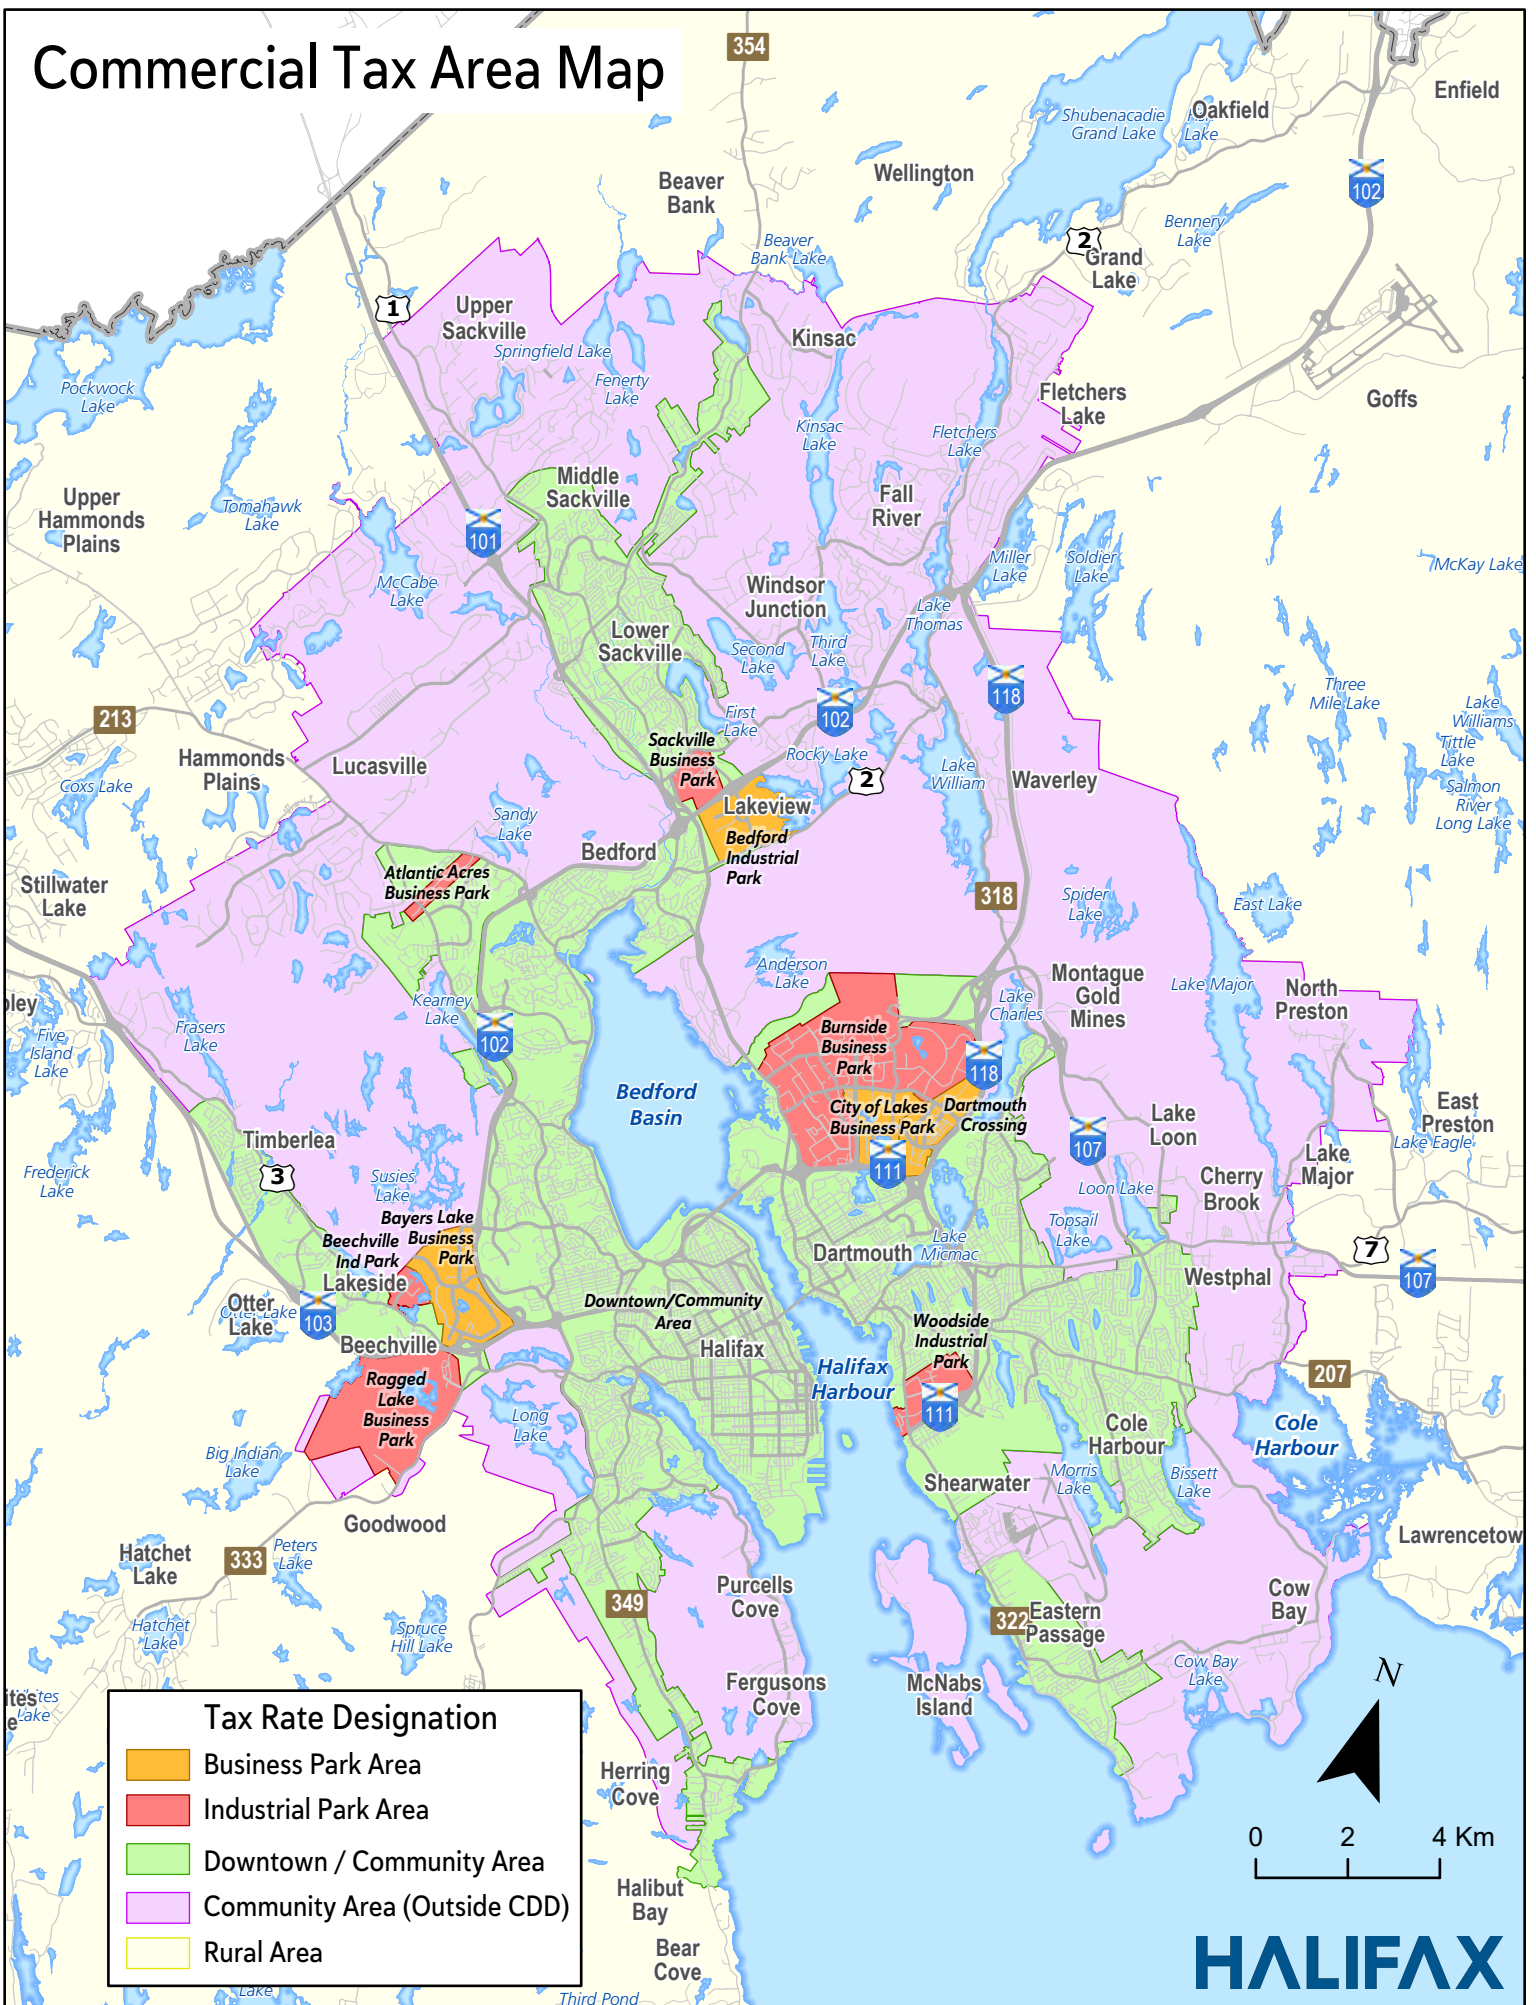 Commercial Tax Area Map
354
Enfield
Shubenacadie
Grand Lake
Oakfield
Lake
Wellington
Beaver
Bank
102
Bennery
Lake
2
Grand
Lake
Beaver
Bank Lake
1
Upper
Sackville
Kinsac
Springfield Lake
Fenerty
Lake
Pockwock
Lake
Fletchers
Lake
Goffs
Kinsac
Lake
Fletchers
Lake
Middle
Sackville
Fall
River
Upper
Hammonds
Plains
Tomahawk
Lake
101
McCabe
Lake
Miller
Lake
Soldier
Lake
McKay Lake
Windsor
Junction
Lake
Thomas
Lower
Sackville
Second
Lake
Third
Lake
118
Three
Mile Lake
Lake
Williams
213
First
Lake
102
Tittle
Lake
Sackville
Business
Park
Rocky Lake
2
Hammonds
Plains
Lucasville
Coxs Lake
Lake
William
Waverley
Salmon
River
Long Lake
Lakeview
Sandy
Lake
Bedford
Bedford
Industrial
Park
Atlantic Acres
Business Park
Stillwater
Lake
318
Spider
Lake
East Lake
Anderson
Lake
Montague
Gold
Mines
Lake Major
North
Preston
Kearney
Lake
Lake
Charles
Frasers
Lake
Five
Island
Lake
102
Burnside
Business
Park
118
Bedford
Basin
City of Lakes
Business Park
Dartmouth
Crossing
Lake
Loon
East
Preston
Lake Eagle
Timberlea
111
107
Frederick
Lake
3
Susies
Lake
Loon Lake
Cherry
Brook
Lake
Major
Bayers Lake
Business
Park
Beechville
Ind Park
Topsail
Lake
Lake
Micmac
Dartmouth
7
107
Lakeside
Westphal
Otter
Lake
Otter Lake
103
Downtown/Community
Area
Beechville
Halifax
Woodside
Industrial
Park
Halifax
Harbour
207
Ragged
Lake
Business
Park
111
Long
Lake
Cole
Harbour
Cole
Harbour
Big Indian
Lake
Shearwater
Morris
Lake
Bissett
Lake
Goodwood
Hatchet
Lake
333
Peters
Lake
Lawrencetow
Purcells
Cove
349
Cow
Bay
322
Eastern
Passage
Hatchet
Lake
Spruce
Hill Lake
Cow Bay
Lake
Fergusons
Cove
McNabs
Island
N
Tax Rate Designation
Business Park Area
Industrial Park Area
Downtown / Community Area
Community Area (Outside CDD)
Rural Area
Herring
Cove
0 2 4 Km
Halibut
Bay
Bear
Cove
HALIFAX
Lake
Third Pond